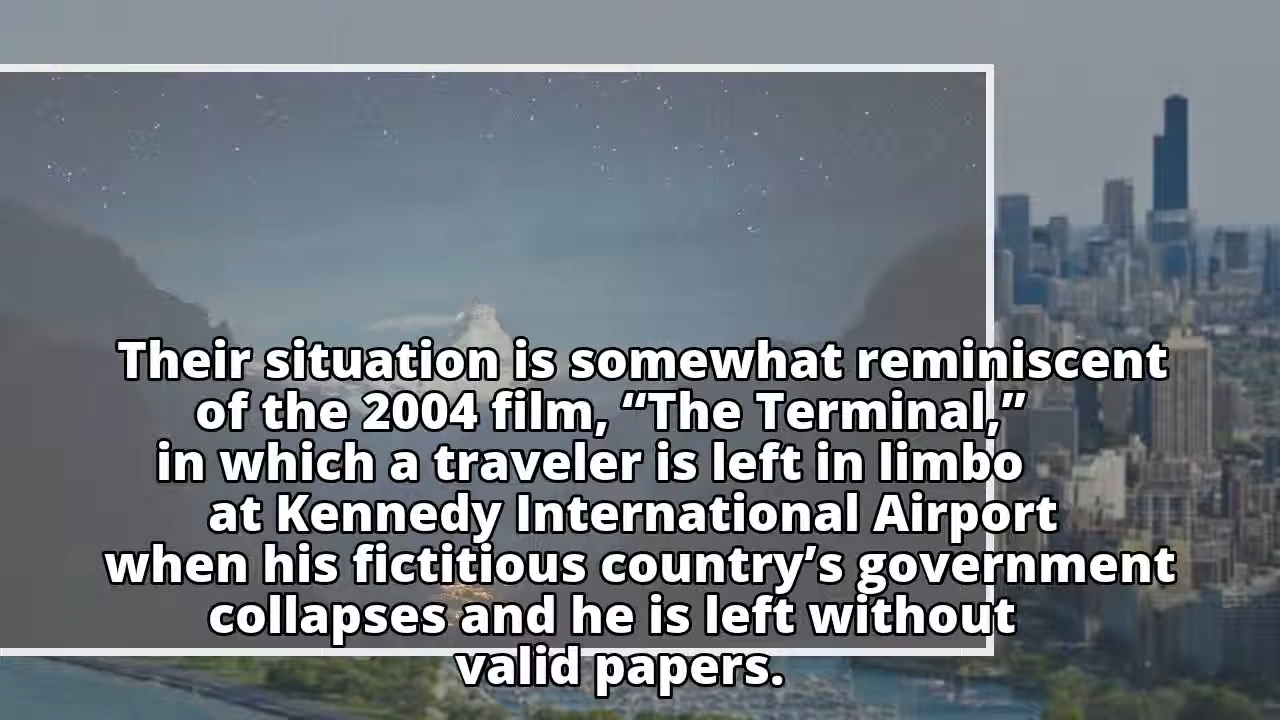 Their situation is somewhat reminiscent
of the 2004 film, “The Terminal,”
in which a traveler is left in limbo
at Kennedy International Airport
when his fictitious country’s government
collapses and he is left without
valid papers.